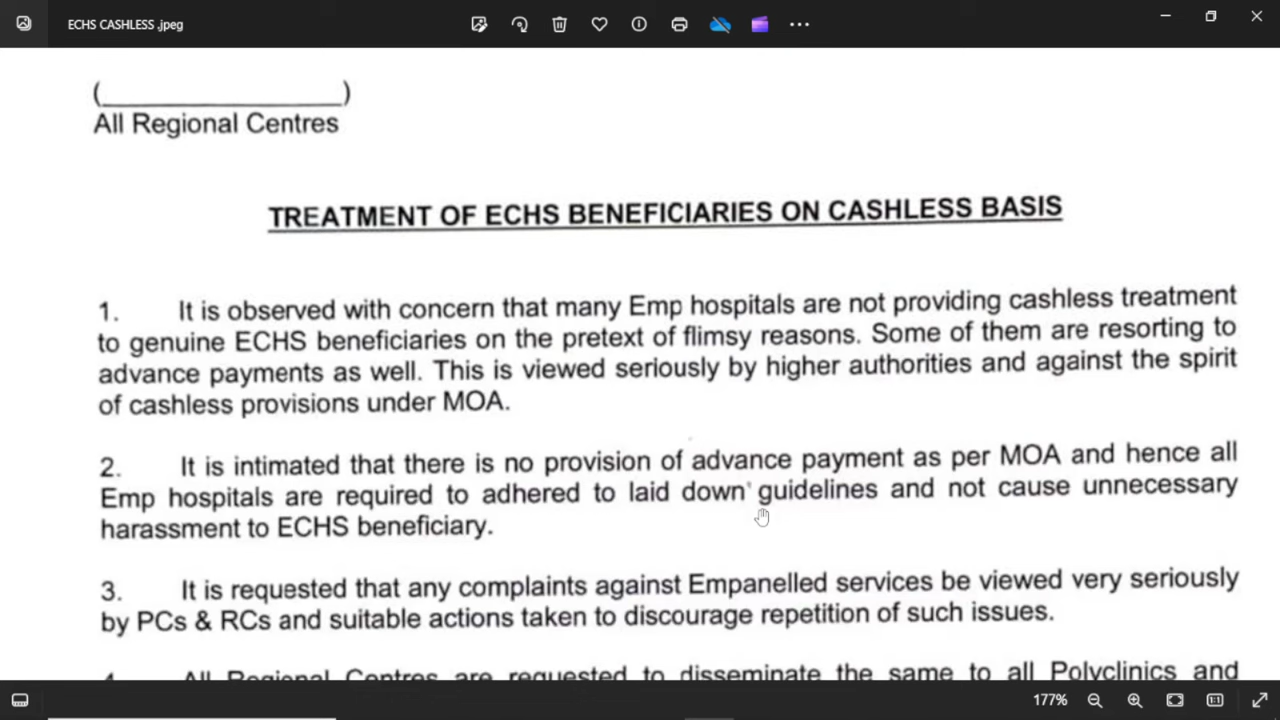 ECHS CASHLESS .jpeg
(________________)
All Regional Centres
TREATMENT OF ECHS BENEFICIARIES ON CASHLESS BASIS
1. It is observed with concern that many Emp hospitals are not providing cashless treatment
to genuine ECHS beneficiaries on the pretext of flimsy reasons. Some of them are resorting to
advance payments as well. This is viewed seriously by higher authorities and against the spirit
of cashless provisions under MOA.
2. It is intimated that there is no provision of advance payment as per MOA and hence all
Emp hospitals are required to adhered to laid down guidelines and not cause unnecessary
harassment to ECHS beneficiary.
3. It is requested that any complaints against Empanelled services be viewed very seriously
by PCs & RCs and suitable actions taken to discourage repetition of such issues.
4. All Regional Centres are requested to disseminate the same to all Polyclinics and
177%